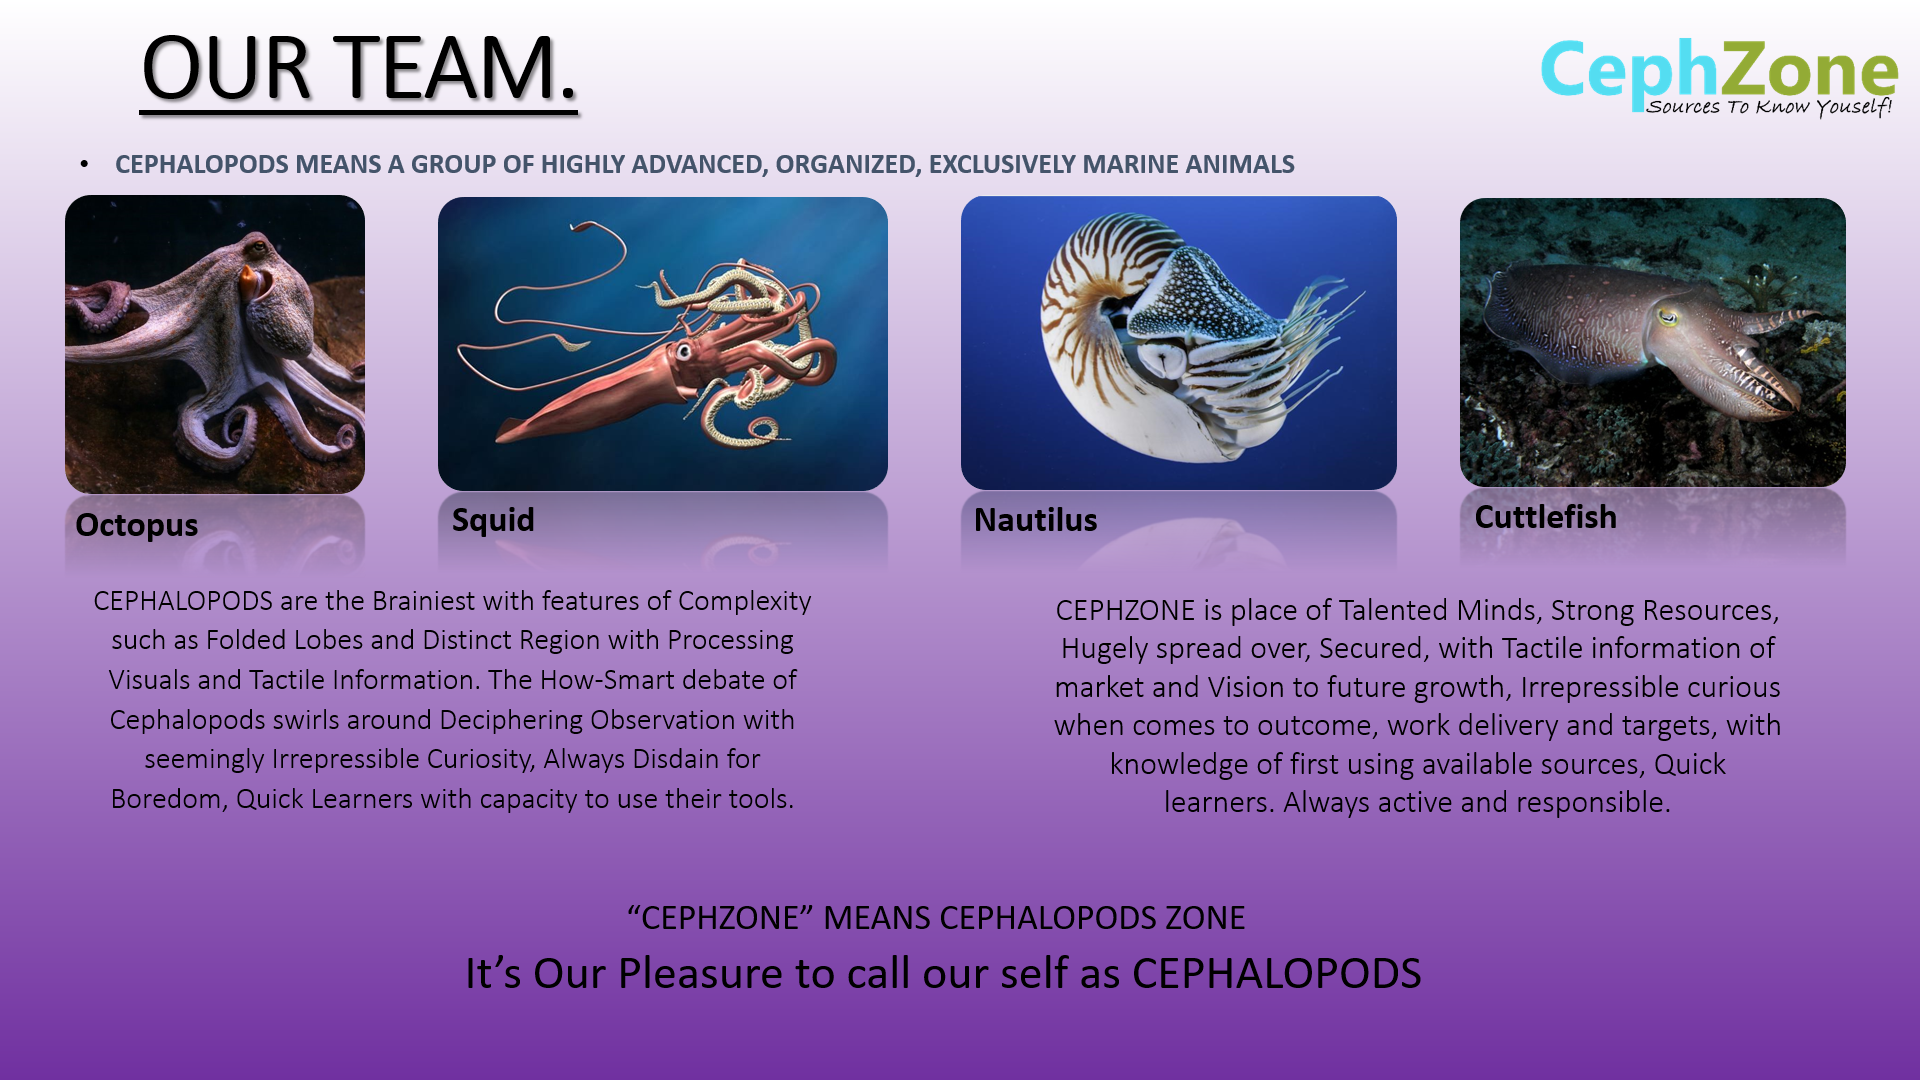 OUR TEAM.
CephZone
Sources To Know Youself!
• CEPHALOPODS MEANS A GROUP OF HIGHLY ADVANCED, ORGANIZED, EXCLUSIVELY MARINE ANIMALS
Octopus
Squid
Nautilus
Cuttlefish
CEPHALOPODS are the Brainiest with features of Complexity
such as Folded Lobes and Distinct Region with Processing
Visuals and Tactile Information. The How-Smart debate of
Cephalopods swirls around Deciphering Observation with
seemingly Irrepressible Curiosity, Always Disdain for
Boredom, Quick Learners with capacity to use their tools.
CEPHZONE is place of Talented Minds, Strong Resources,
Hugely spread over, Secured, with Tactile information of
market and Vision to future growth, Irrepressible curious
when comes to outcome, work delivery and targets, with
knowledge of first using available sources, Quick
learners. Always active and responsible.
“CEPHZONE” MEANS CEPHALOPODS ZONE
It’s Our Pleasure to call our self as CEPHALOPODS